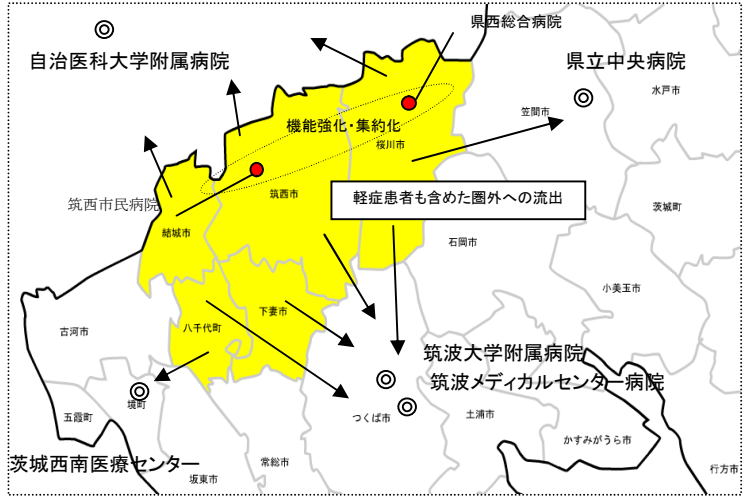 県西総合病院
自治医科大学附属病院
県立中央病院
水戸市
笠間市
機能強化・集約化
桜川市
筑西市民病院
筑西市
軽症患者も含めた圏外への流出
茨城町
結城市
石岡市
小美玉市
下妻市
八千代町
古河市
筑波大学附属病院
筑波メディカルセンター病院
境町
五霞町
つくば市
土浦市
かすみがうら市
茨城西南医療センター
常総市
坂東市
行方市